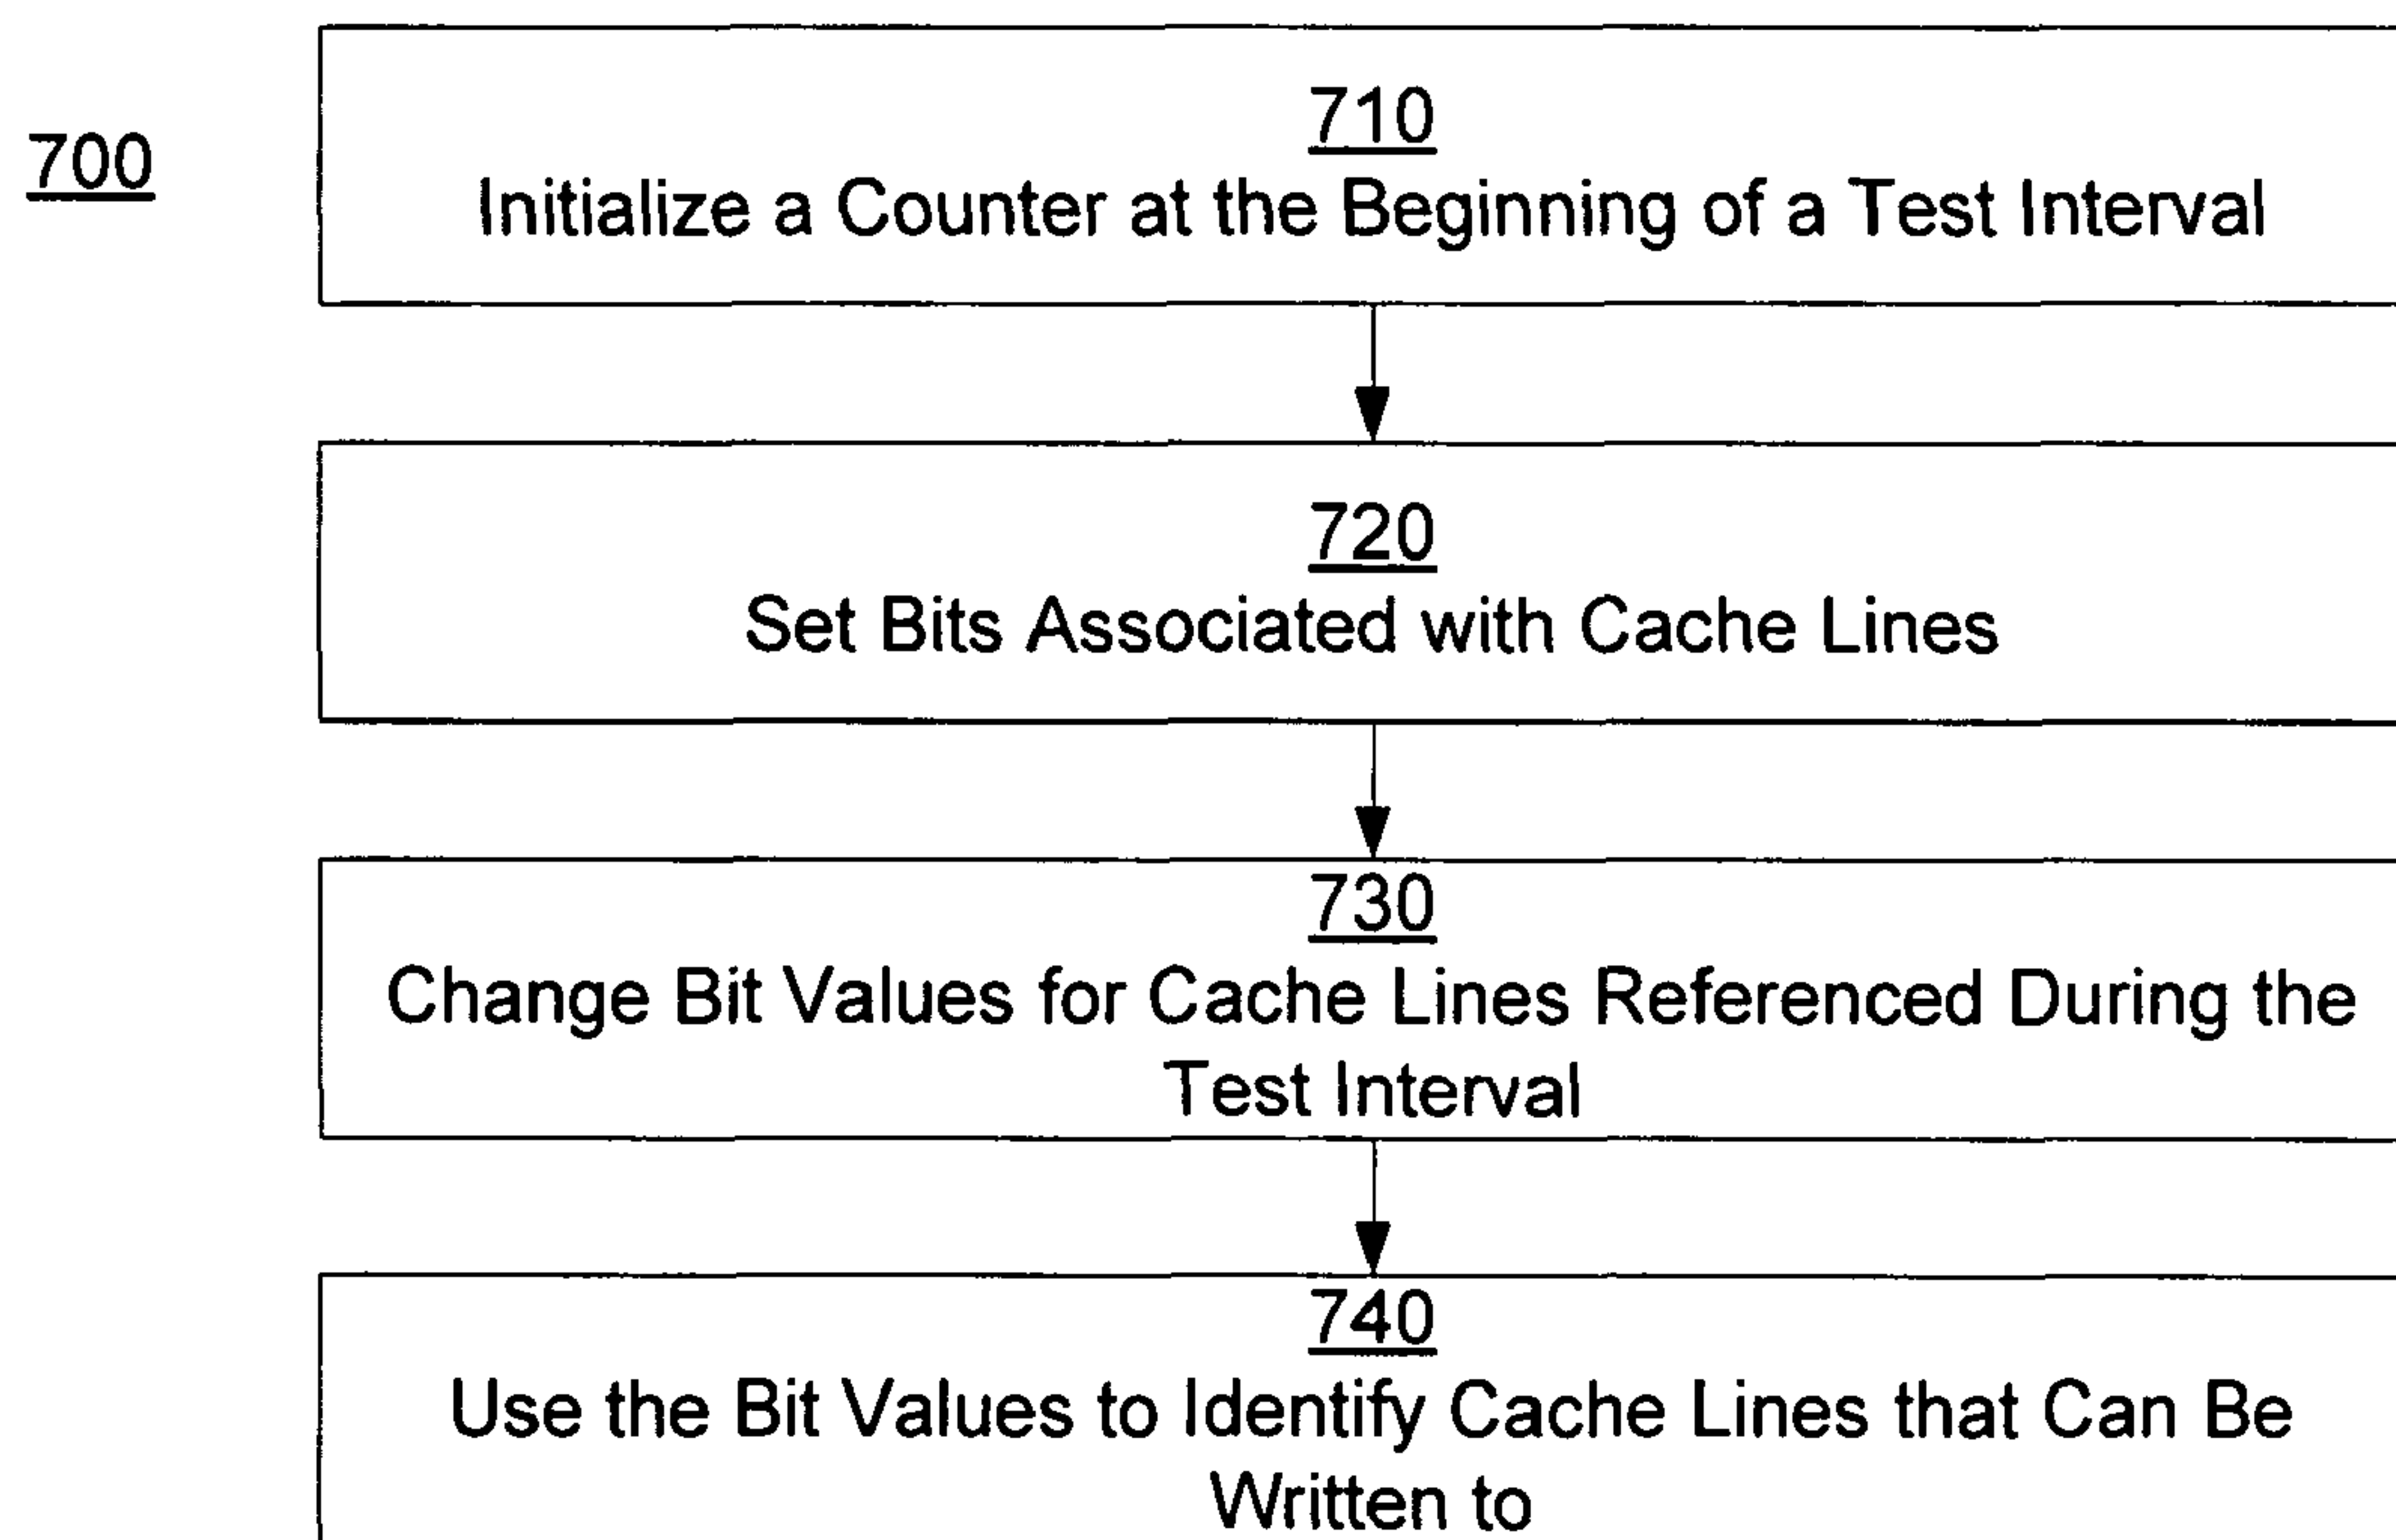 700
710
Initialize a Counter at the Beginning of a Test Interval
720
Set Bits Associated with Cache Lines
730
Change Bit Values for Cache Lines Referenced During the
Test Interval
740
Use the Bit Values to Identify Cache Lines that Can Be
Written to